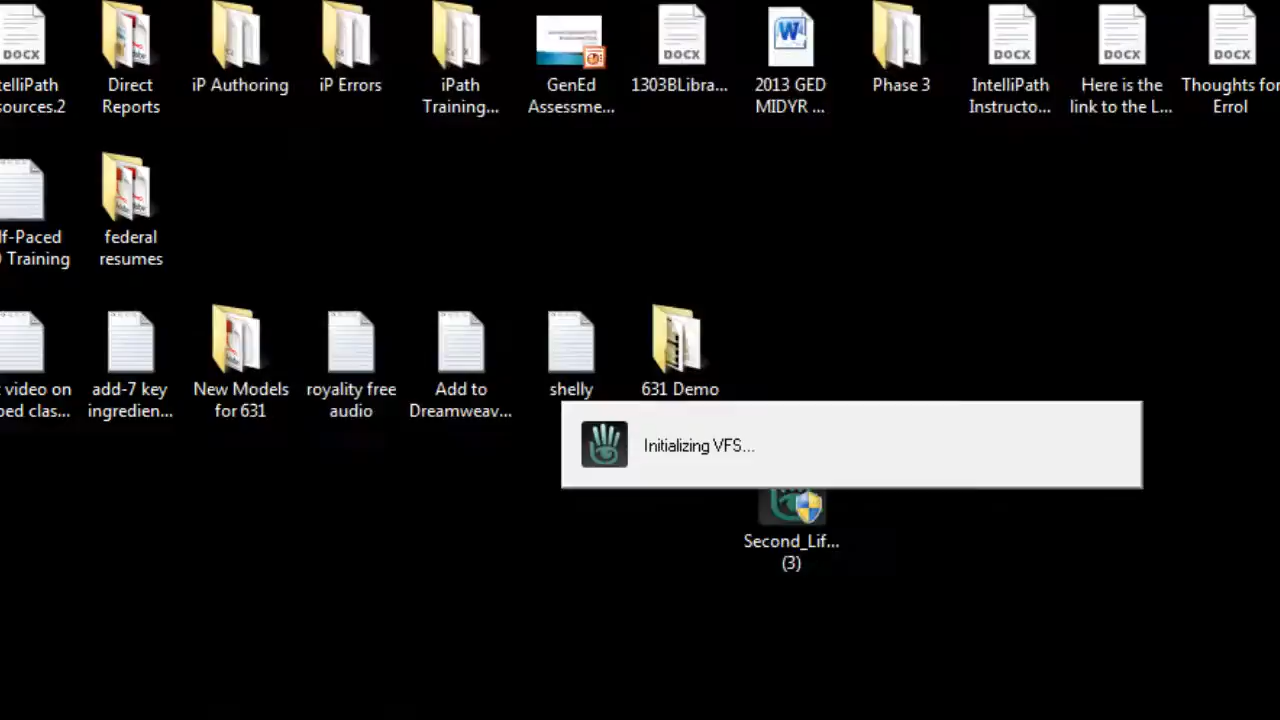 DOCX
DOCX
DOCX
DOCX
DOCX
telliPath
sources.2
Direct
Reports
iP Authoring
iP Errors
iPath
Training...
GenEd
Assessme...
1303BLibra...
2013 GED
MIDYR ...
Phase 3
IntelliPath
Instructo...
Here is the
link to the L...
Thoughts for
Errol
lf-Paced
Training
federal
resumes
video on
ped clas...
add-7 key
ingredien...
New Models
for 631
royality free
audio
Add to
Dreamweav...
shelly
631 Demo
Initializing VFS...
Second_Lif...
(3)